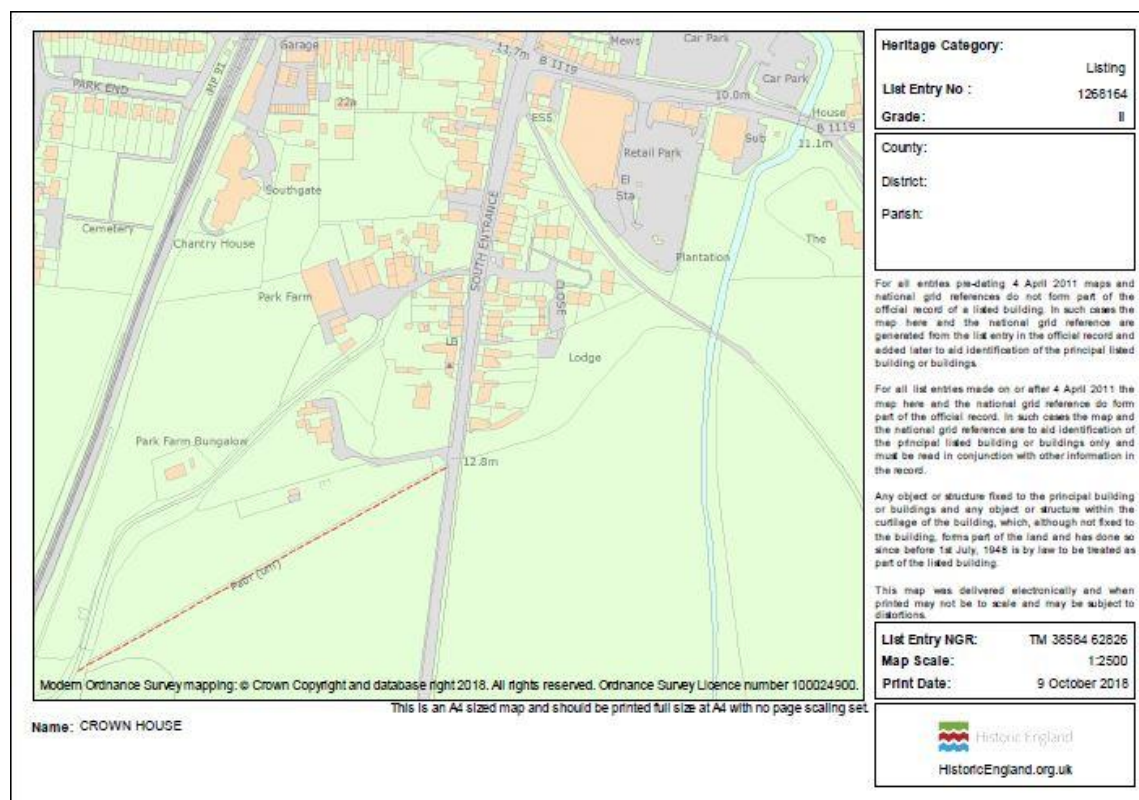 Garage
11.7m
B 1119
Mews
Car Park
Car Park
MP 91
PARK END
22a
ESS
10.0m
House
B 1119
11.1m
Sub
Retail Park
El
Sta
Southgate
SOUTH ENTRANCE
Cemetery
Chantry House
The
Plantation
Park Farm
CLOSE
LB
Lodge
Park Farm Bungalow
12.8m
Path (um)
Modern Ordnance Survey mapping: © Crown Copyright and database right 2018. All rights reserved. Ordnance Survey Licence number 100024900.
This is an A4 sized map and should be printed full size at A4 with no page scaling set.
Name: CROWN HOUSE
Heritage Category:
Listing
List Entry No : 1268164
Grade: II
County:
District:
Parish:
For all entries pre-dating 4 April 2011 maps and
national grid references do not form part of the
official record of a listed building. In such cases the
map here and the national grid reference are
generated from the list entry in the official record and
added later to aid identification of the principal listed
building or buildings.
For all list entries made on or after 4 April 2011 the
map here and the national grid reference do form
part of the official record. In such cases the map and
the national grid reference are to aid identification of
the principal listed building or buildings only and
must be read in conjunction with other information in
the record.
Any object or structure fixed to the principal building
or buildings and any object or structure within the
curtilage of the building, which, although not fixed to
the building, forms part of the land and has done so
since before 1st July, 1948 is by law to be treated as
part of the listed building.
This map was delivered electronically and when
printed may not be to scale and may be subject to
distortions.
List Entry NGR: TM 38584 62826
Map Scale: 1:2500
Print Date: 9 October 2018
Historic England
HistoricEngland.org.uk